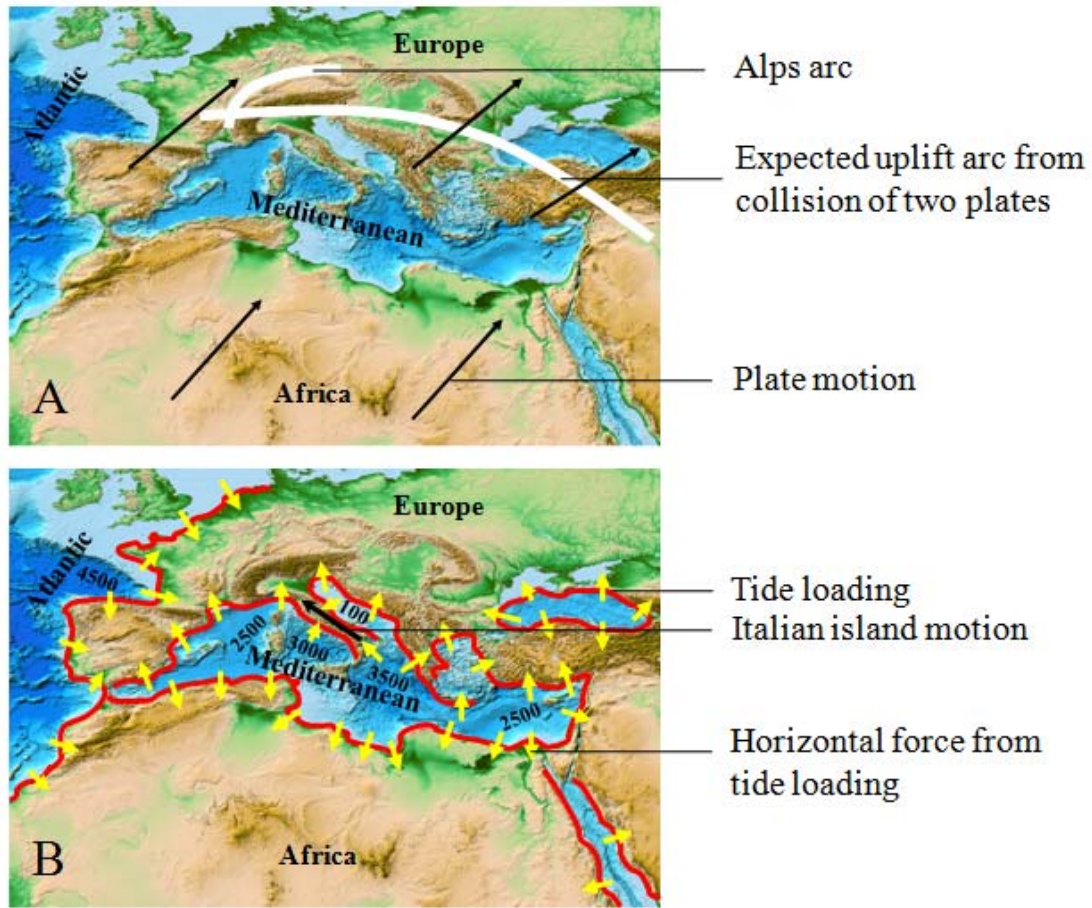 Europe
Atlantic
Mediterranean
Africa
A
Alps arc
Expected uplift arc from
collision of two plates
Plate motion
Europe
Atlantic
4500
100
2500
3000
3500
Mediterranean
2500
Africa
B
Tide loading
Italian island motion
Horizontal force from
tide loading